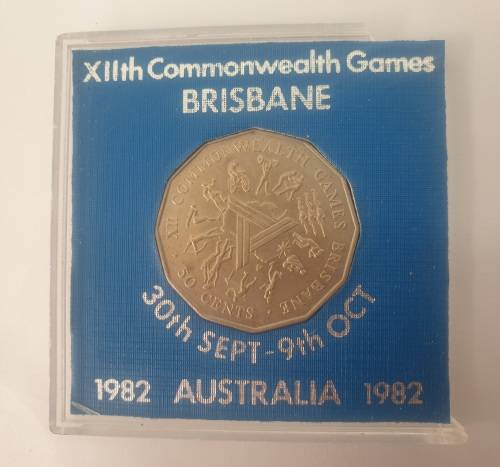 XIIth Commonwealth Games
BRISBANE
XII COMMONWEALTH GAMES BRISBANE
50 CENTS
30th SEPT-9th OCT
1982 AUSTRALIA 1982